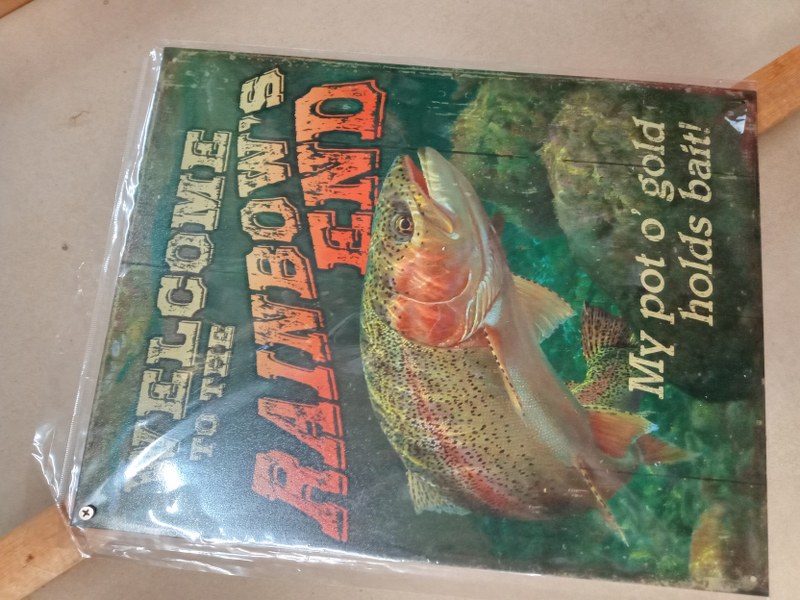 WELCOME
TO THE
RAINBOW'S
END
My pot o' gold
holds bait!